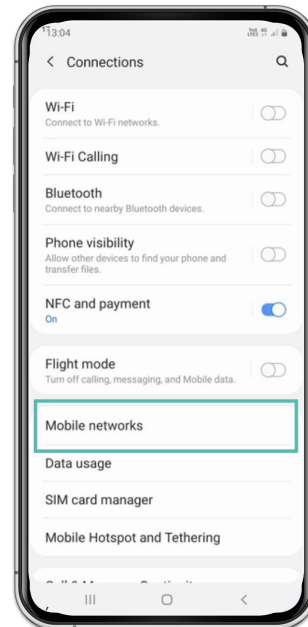 13:04
Connections
Wi-Fi
Connect to Wi-Fi networks.
Wi-Fi Calling
Bluetooth
Connect to nearby Bluetooth devices.
Phone visibility
Allow other devices to find your phone and
transfer files.
NFC and payment
On
Flight mode
Turn off calling, messaging, and Mobile data.
Mobile networks
Data usage
SIM card manager
Mobile Hotspot and Tethering